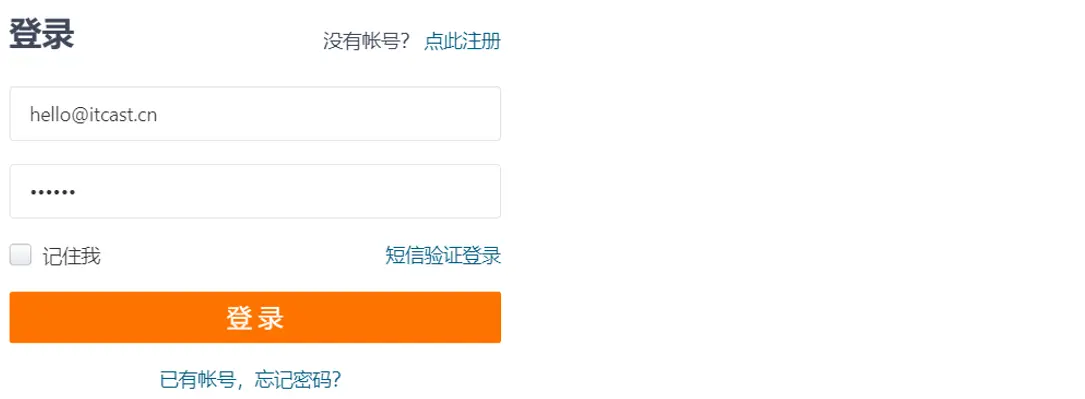 登录
没有帐号？ 点此注册
hello@itcast.cn
••••••
记住我 短信验证登录
登录
已有帐号，忘记密码？